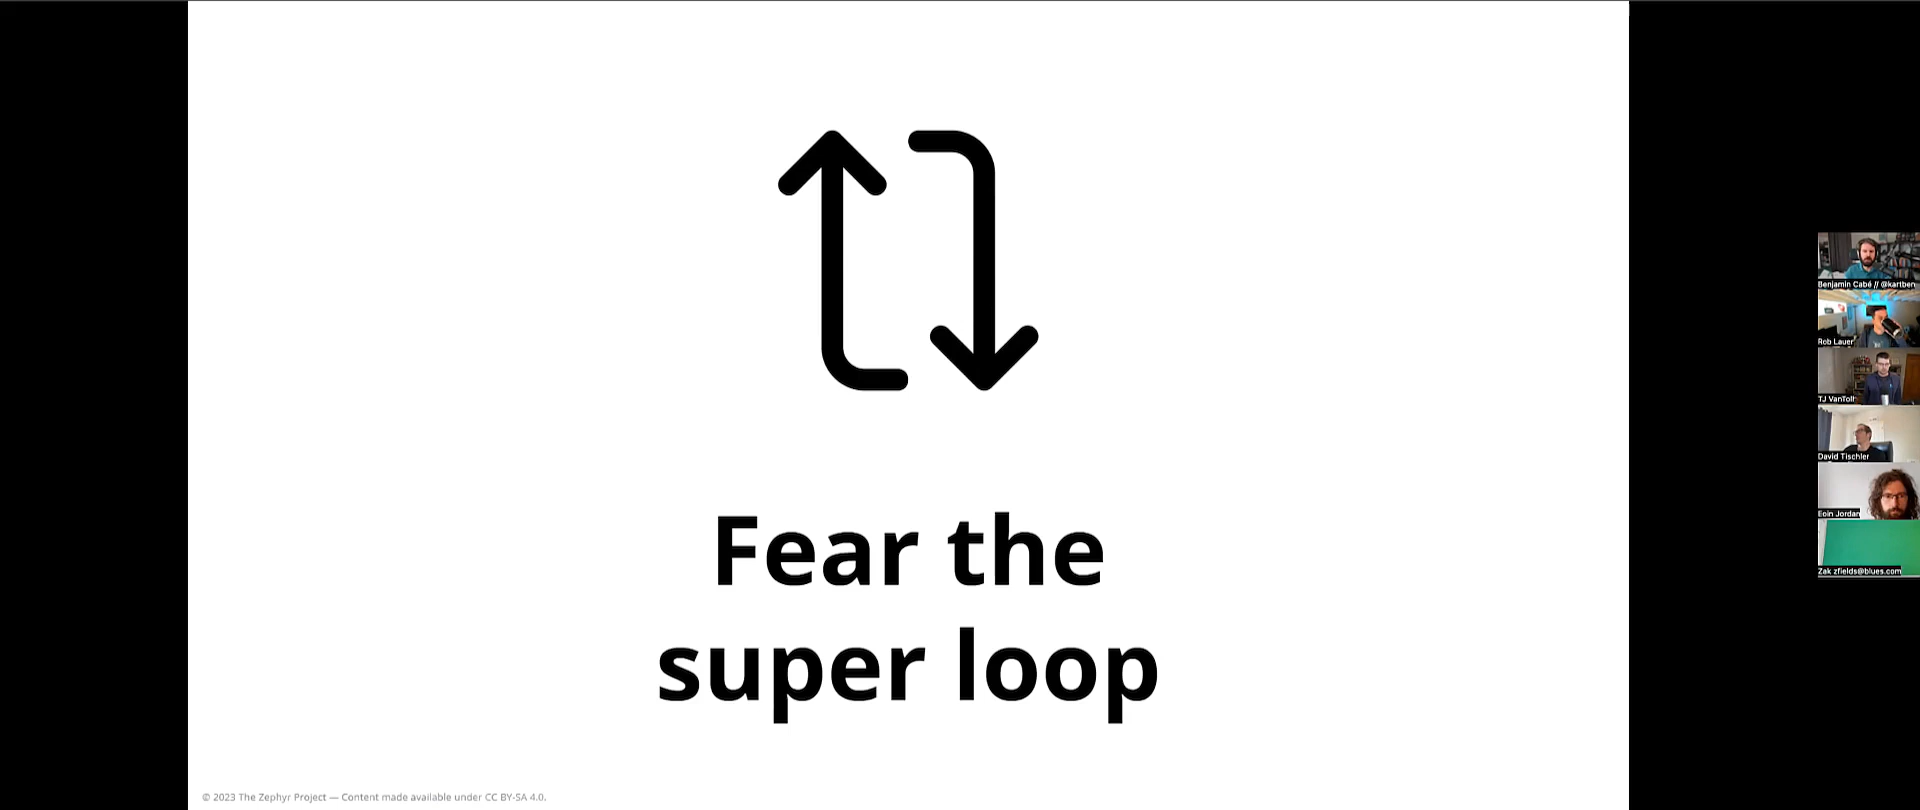 Fear the
super loop
© 2023 The Zephyr Project — Content made available under CC BY-SA 4.0.
Benjamin Cabé // @kartben
Rob Lauer
TJ VanToll
David Tischler
Eoin Jordan
Zak zfields@blues.com